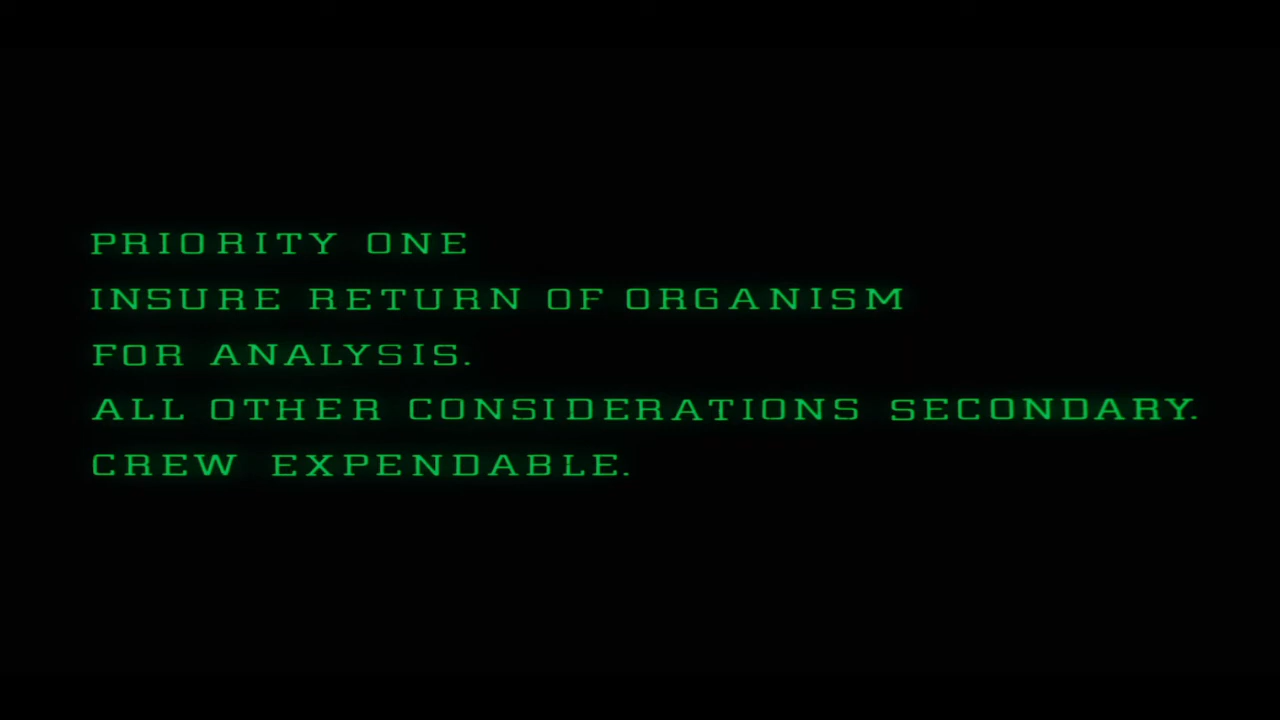 PRIORITY ONE
INSURE RETURN OF ORGANISM
FOR ANALYSIS.
ALL OTHER CONSIDERATIONS SECONDARY.
CREW EXPENDABLE.